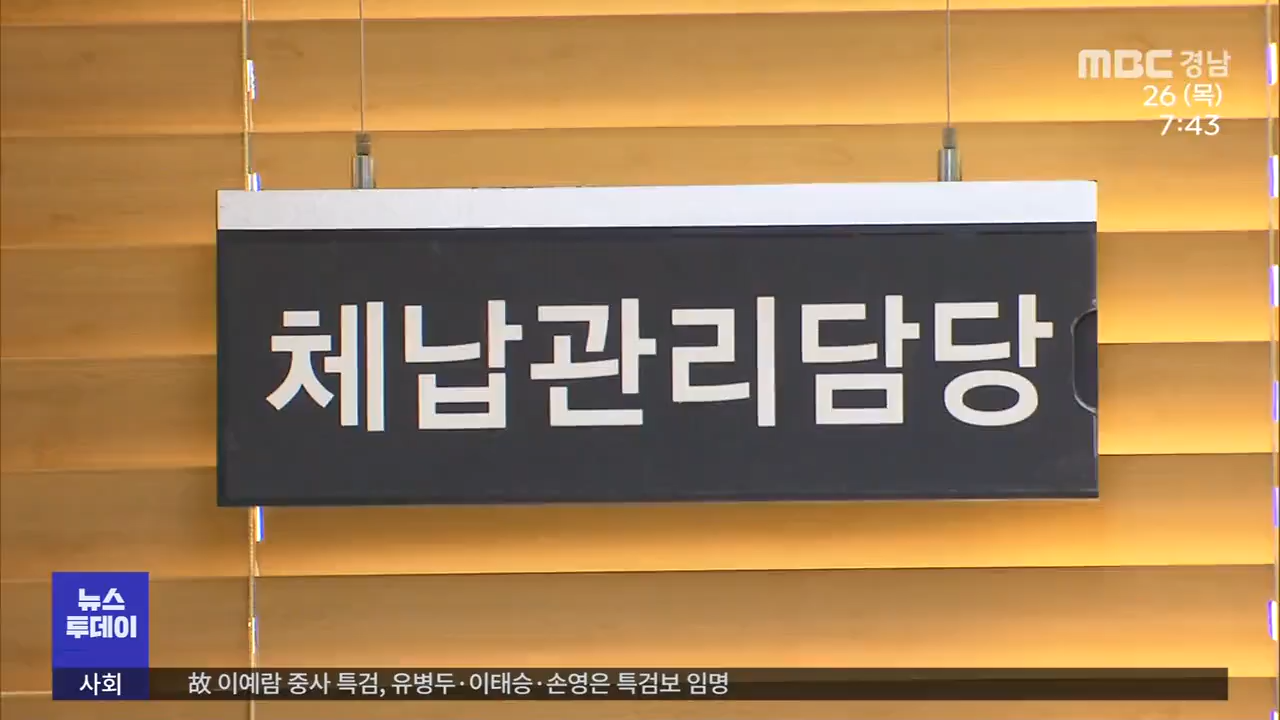 MBC 경남
26 (목)
7:43
체납관리담당
뉴스
투데이
사회
故 이예람 중사 특검, 유병두·이태승·손영은 특검보 임명